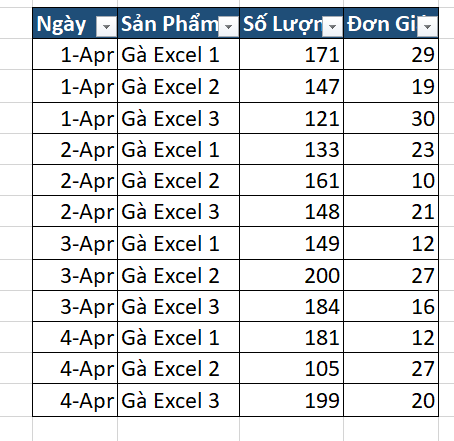 Ngày Sản Phẩm Số Lượn Đơn Gi
1-Apr Gà Excel 1 171 29
1-Apr Gà Excel 2 147 19
1-Apr Gà Excel 3 121 30
2-Apr Gà Excel 1 133 23
2-Apr Gà Excel 2 161 10
2-Apr Gà Excel 3 148 21
3-Apr Gà Excel 1 149 12
3-Apr Gà Excel 2 200 27
3-Apr Gà Excel 3 184 16
4-Apr Gà Excel 1 181 12
4-Apr Gà Excel 2 105 27
4-Apr Gà Excel 3 199 20